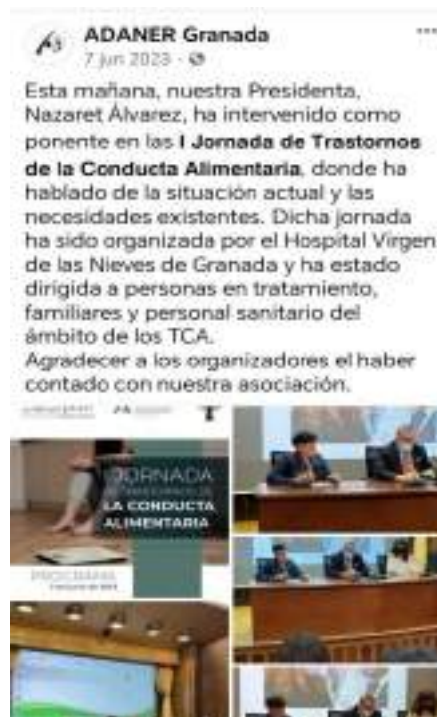 ADANER Granada
7 jun 2023
Esta mañana, nuestra Presidenta,
Nazaret Álvarez, ha intervenido como
ponente en las I Jornada de Trastornos
de la Conducta Alimentaria, donde ha
hablado de la situación actual y las
necesidades existentes. Dicha jornada
ha sido organizada por el Hospital Virgen
de las Nieves de Granada y ha estado
dirigida a personas en tratamiento,
familiares y personal sanitario del
ámbito de los TCA.
Agradecer a los organizadores el haber
contado con nuestra asociación.
JORNADA
LA CONDUCTA
ALIMENTARIA
PROGRAMA